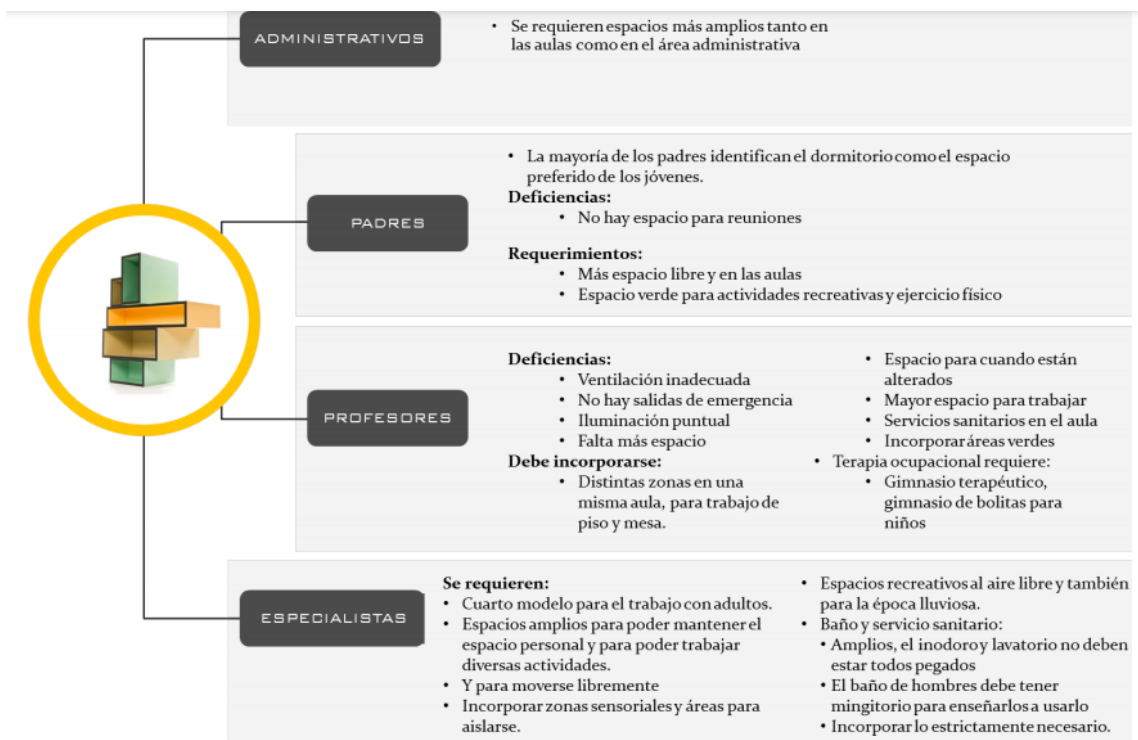 ADMINISTRATIVOS
• Se requieren espacios más amplios tanto en
las aulas como en el área administrativa
PADRES
• La mayoría de los padres identifican el dormitorio como el espacio
preferido de los jóvenes.
Deficiencias:
• No hay espacio para reuniones
Requerimientos:
• Más espacio libre y en las aulas
• Espacio verde para actividades recreativas y ejercicio físico
PROFESORES
Deficiencias:
• Ventilación inadecuada
• No hay salidas de emergencia
• Iluminación puntual
• Falta más espacio
Debe incorporarse:
• Distintas zonas en una
misma aula, para trabajo de
piso y mesa.
• Espacio para cuando están
alterados
• Mayor espacio para trabajar
• Servicios sanitarios en el aula
• Incorporar áreas verdes
• Terapia ocupacional requiere:
• Gimnasio terapéutico,
gimnasio de bolitas para
niños
ESPECIALISTAS
Se requieren:
• Cuarto modelo para el trabajo con adultos.
• Espacios amplios para poder mantener el
espacio personal y para poder trabajar
diversas actividades.
• Y para moverse libremente
• Incorporar zonas sensoriales y áreas para
aislarse.
• Espacios recreativos al aire libre y también
para la época lluviosa.
• Baño y servicio sanitario:
• Amplios, el inodoro y lavatorio no deben
estar todos pegados
• El baño de hombres debe tener
mingitorio para enseñarlos a usarlo
• Incorporar lo estrictamente necesario.